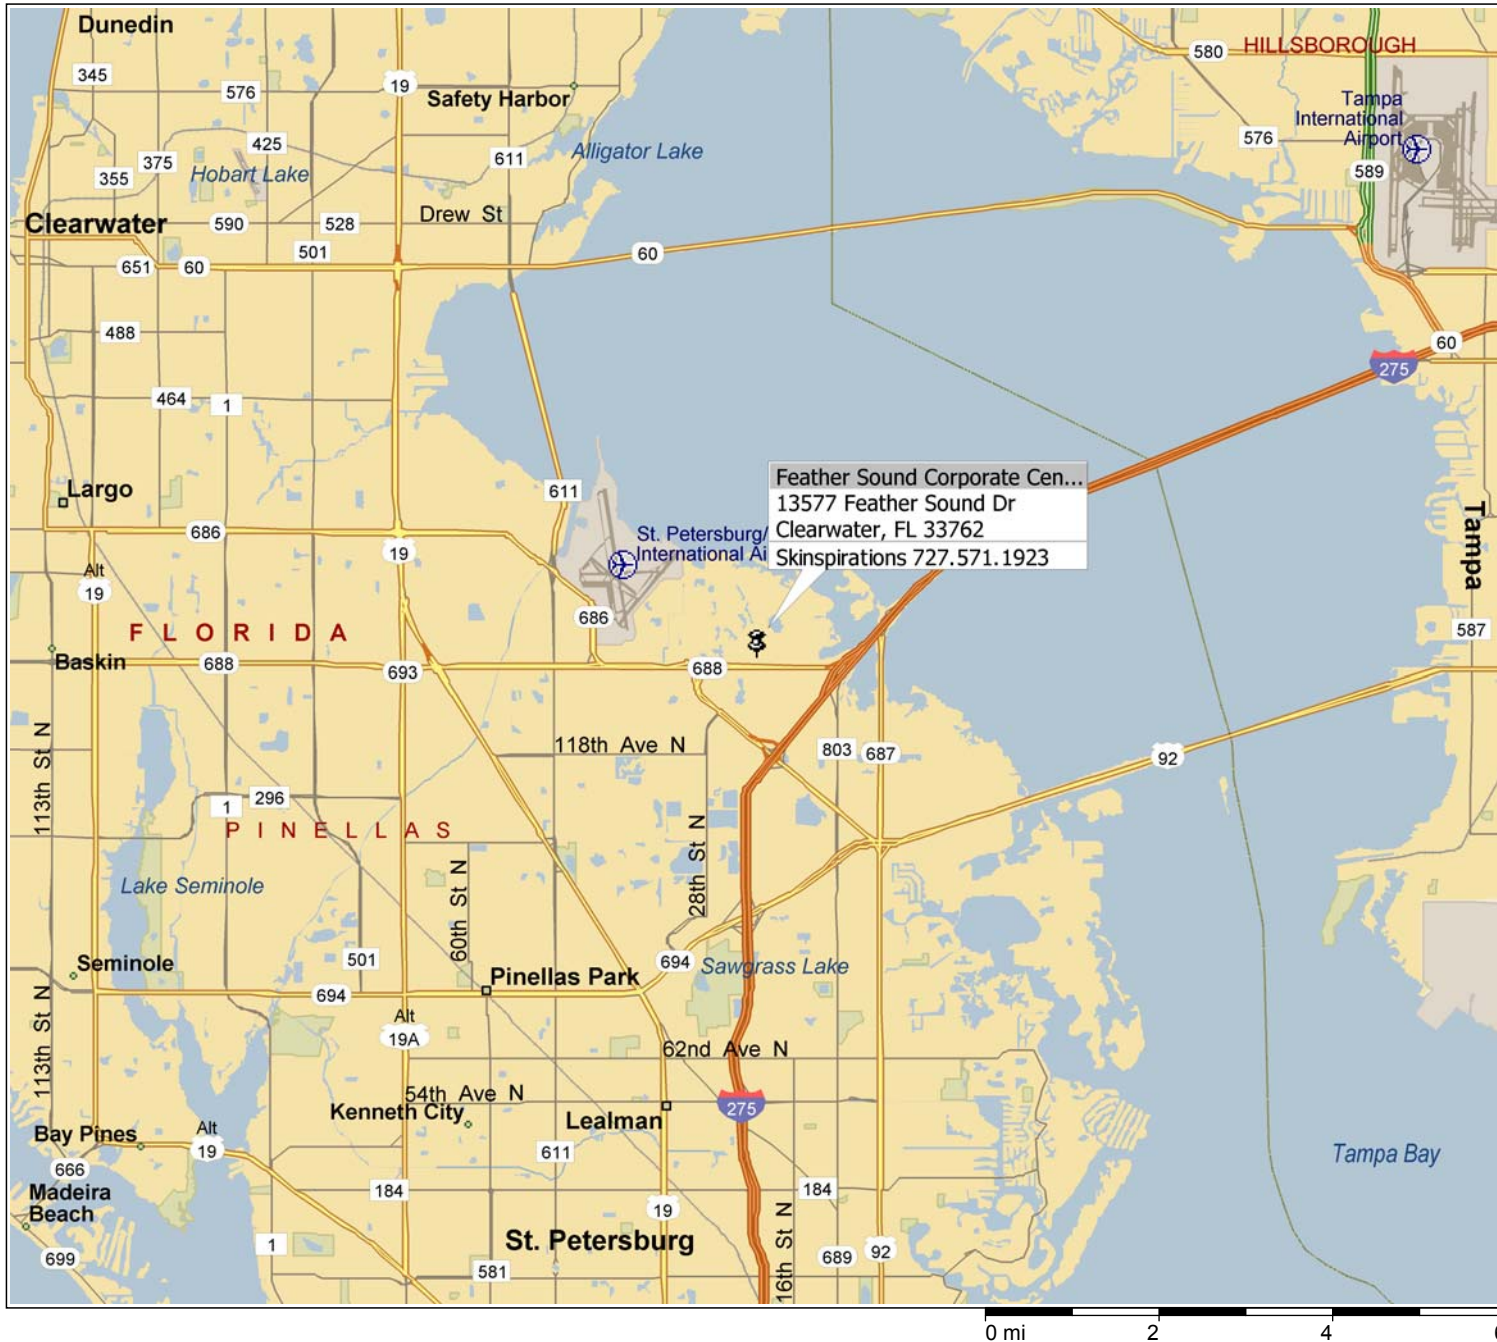 Dunedin
345
576
19
Safety Harbor
580
HILLSBOROUGH
Tampa
International
Airport
576
589
425
375
355
Hobart Lake
611
Alligator Lake
Clearwater
590
528
Drew St
501
651
60
60
488
464
1
60
275
Largo
686
611
19
Alt
19
St. Petersburg/
International Ai
Feather Sound Corporate Cen...
13577 Feather Sound Dr
Clearwater, FL 33762
Skinspirations 727.571.1923
Tampa
587
686
FLORIDA
Baskin
688
693
688
113th St N
118th Ave N
803
687
92
1
296
PINELLAS
Lake Seminole
60th St N
28th St N
Seminole
501
694
Pinellas Park
694
Sawgrass Lake
113th St N
Alt
19A
62nd Ave N
54th Ave N
Kenneth City
Lealman
275
Bay Pines
Alt
19
666
611
Madeira
Beach
184
184
19
16th St N
Tampa Bay
699
1
St. Petersburg
581
689
92
0 mi
2
4